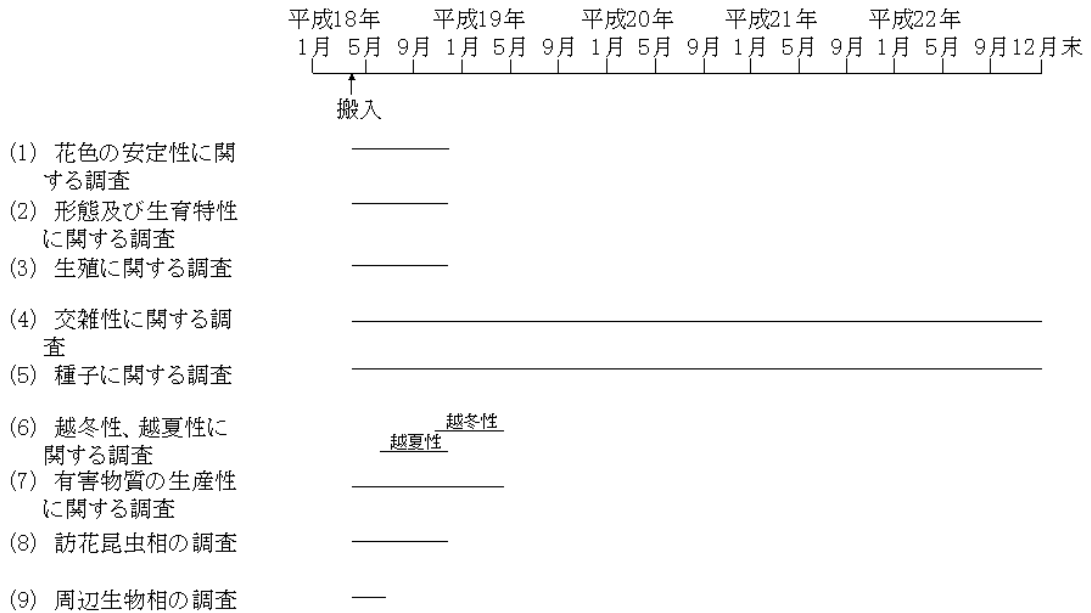 平成18年 平成19年 平成20年 平成21年 平成22年
1月 5月 9月 1月 5月 9月 1月 5月 9月 1月 5月 9月 1月 5月 9月12月末
搬入
(1) 花色の安定性に関
する調査
(2) 形態及び生育特性
に関する調査
(3) 生殖に関する調査
(4) 交雑性に関する調
査
(5) 種子に関する調査
(6) 越冬性、越夏性に
関する調査
越冬性
越夏性
(7) 有害物質の生産性
に関する調査
(8) 訪花昆虫相の調査
(9) 周辺生物相の調査